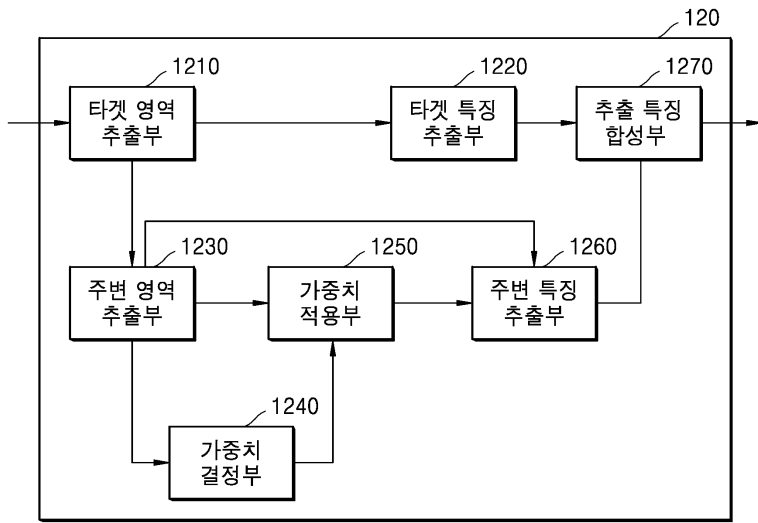 120
1210
타겟 영역
추출부
1220
타겟 특징
추출부
1270
추출 특징
합성부
1230
주변 영역
추출부
1250
가중치
적용부
1260
주변 특징
추출부
1240
가중치
결정부